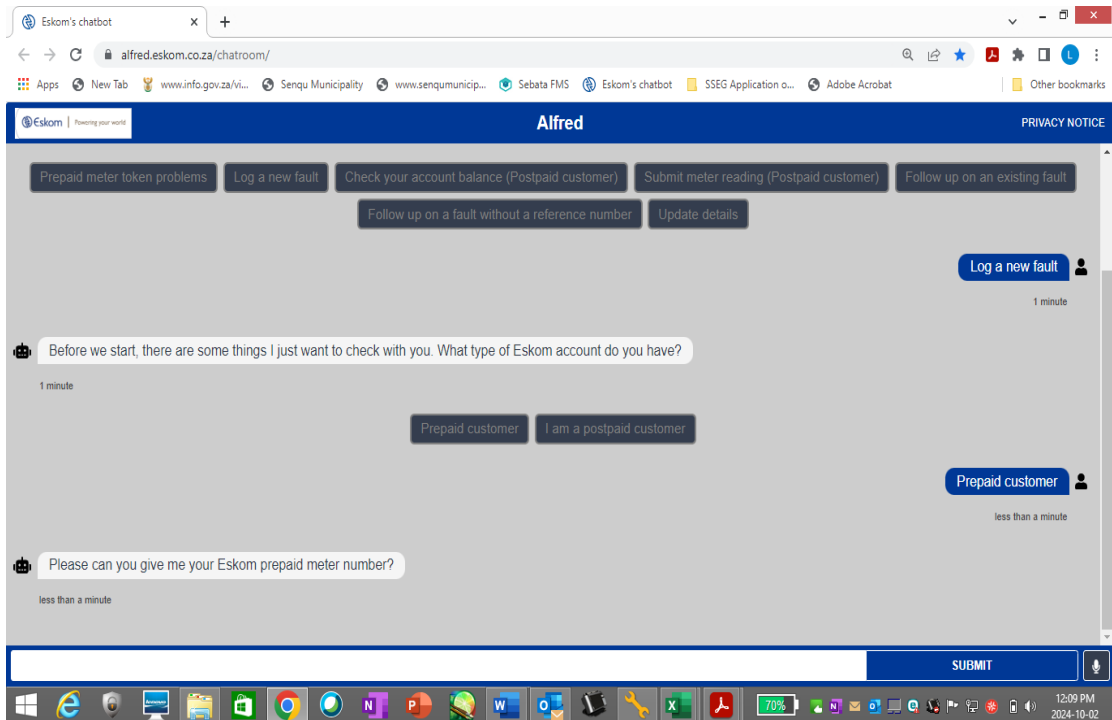 Eskom's chatbot
alfred.eskom.co.za/chatroom/
Apps New Tab www.info.gov.za/vi... Senqu Municipality www.senqumunicip... Sebata FMS Eskom's chatbot SSEG Application o... Adobe Acrobat Other bookmarks
Eskom Powering your world Alfred PRIVACY NOTICE
Prepaid meter token problems Log a new fault Check your account balance (Postpaid customer) Submit meter reading (Postpaid customer) Follow up on an existing fault
Follow up on a fault without a reference number Update details
Log a new fault
1 minute
Before we start, there are some things I just want to check with you. What type of Eskom account do you have?
1 minute
Prepaid customer I am a postpaid customer
Prepaid customer
less than a minute
Please can you give me your Eskom prepaid meter number?
less than a minute
SUBMIT
70% 12:09 PM
2024-10-02